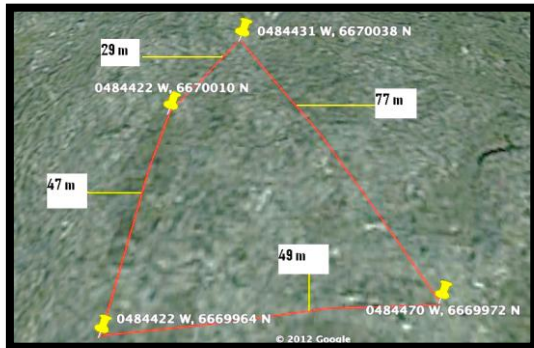 0484431 W, 6670038 N
29 m
0484422 W, 6670010 N
77 m
47 m
49 m
0484470 W, 6669972 N
0484422 W, 6669964 N
© 2012 Google